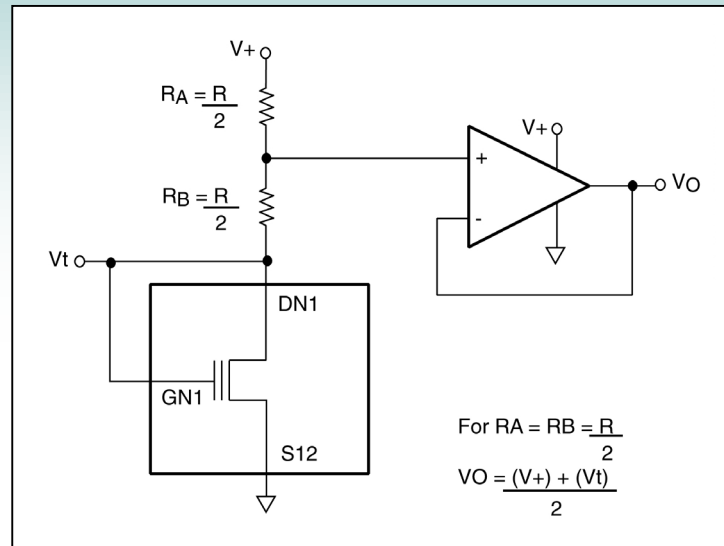 V+
RA = R
2
V+
+
RB = R
2
-
VO
Vt
DN1
GN1
S12
For RA = RB = R
2
VO = (V+) + (Vt)
2